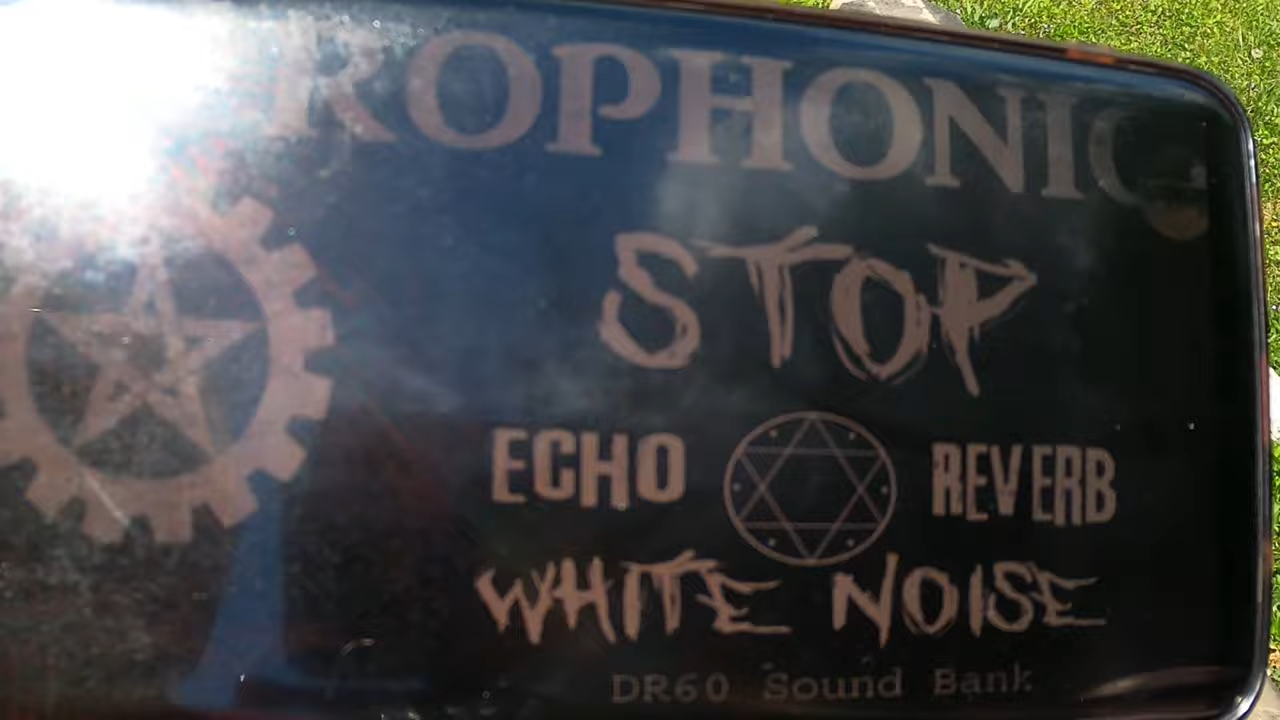 ROPHONIC
STOP
ECHO REVERB
WHITE NOISE
DR60 Sound Bank